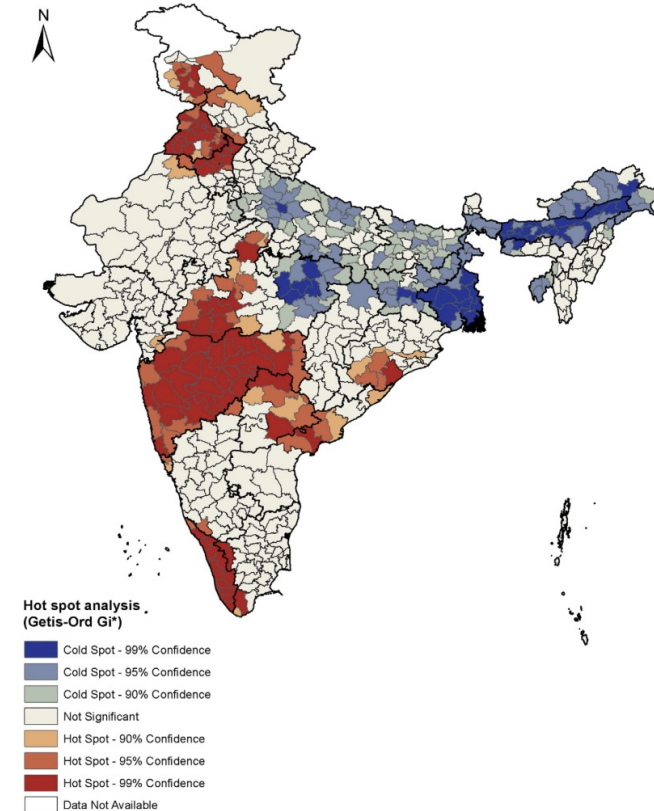 N
Hot spot analysis
(Getis-Ord Gi*)
Cold Spot - 99% Confidence
Cold Spot - 95% Confidence
Cold Spot - 90% Confidence
Not Significant
Hot Spot - 90% Confidence
Hot Spot - 95% Confidence
Hot Spot - 99% Confidence
Data Not Available